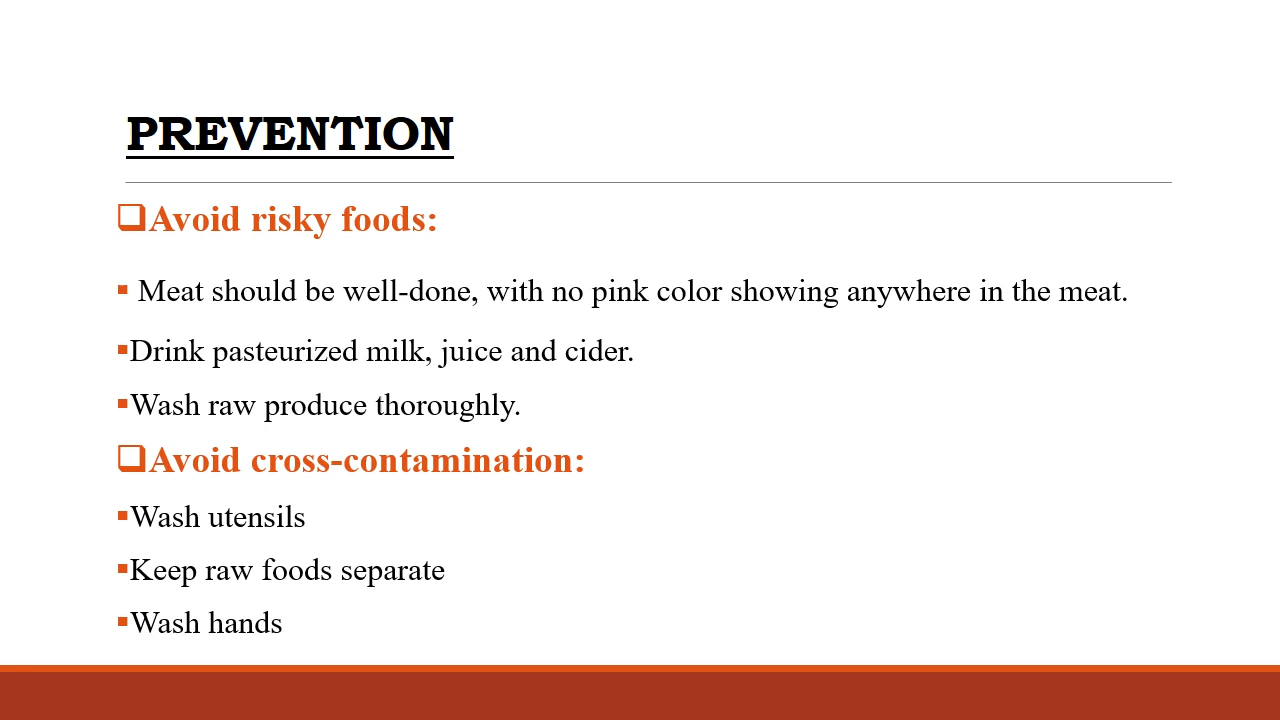 PREVENTION
❑Avoid risky foods:
▪ Meat should be well-done, with no pink color showing anywhere in the meat.
▪Drink pasteurized milk, juice and cider.
▪Wash raw produce thoroughly.
❑Avoid cross-contamination:
▪Wash utensils
▪Keep raw foods separate
▪Wash hands